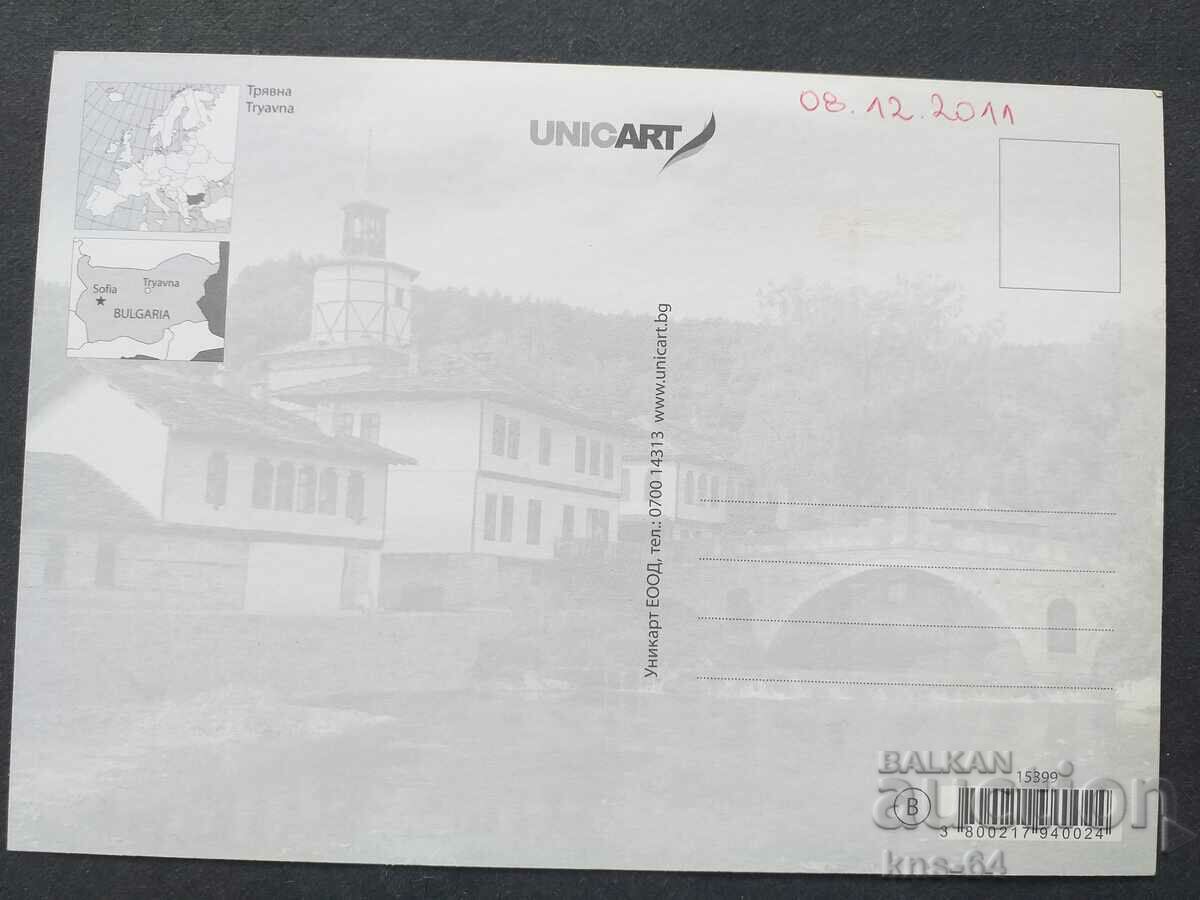 Трявна
Tryavna
UNICART
08.12.2011
Sofia
Tryavna
BULGARIA
Уникарт ЕООД, тел.: 0700 14313 www.unicart.bg
BALKAN
auction
15399
B
3 800217 940024
kns-64